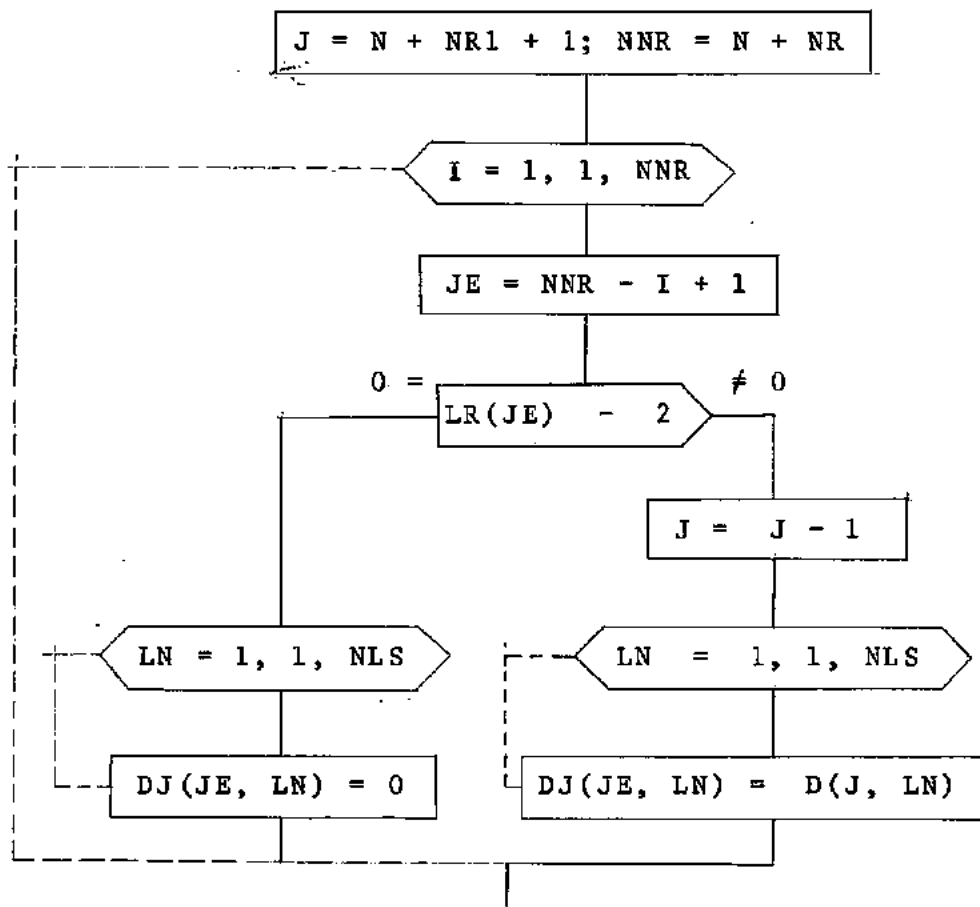 J = N + NR1 + 1; NNR = N + NR
I = 1, 1, NNR
JE = NNR - I + 1
0 =
≠ 0
LR(JE) - 2
J = J - 1
LN = 1, 1, NLS
LN = 1, 1, NLS
DJ(JE, LN) = 0
DJ(JE, LN) = D(J, LN)